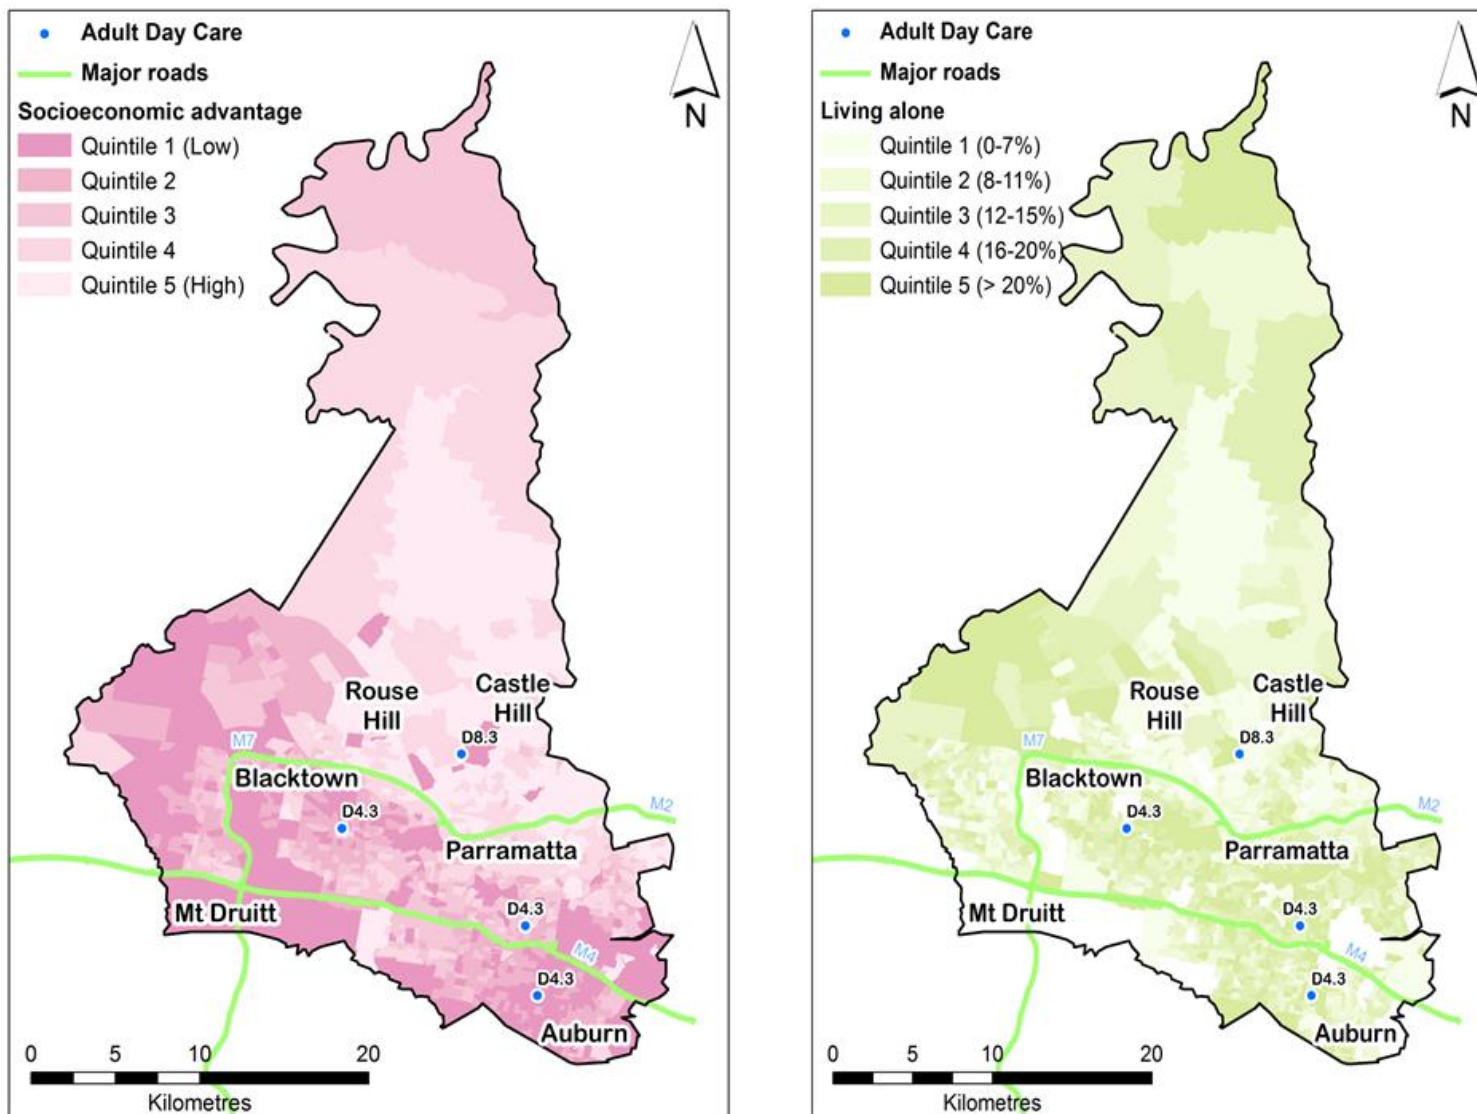 Adult Day Care
Major roads
N
Socioeconomic advantage
Quintile 1 (Low)
Quintile 2
Quintile 3
Quintile 4
Quintile 5 (High)
Rouse
Hill
Castle
Hill
D8.3
M7
Blacktown
D4.3
M2
Parramatta
Mt Druitt
D4.3
M4
D4.3
Auburn
0 5 10 20
Kilometres
Adult Day Care
Major roads
N
Living alone
Quintile 1 (0-7%)
Quintile 2 (8-11%)
Quintile 3 (12-15%)
Quintile 4 (16-20%)
Quintile 5 (> 20%)
Rouse
Hill
Castle
Hill
D8.3
M7
Blacktown
D4.3
M2
Parramatta
Mt Druitt
D4.3
M4
D4.3
Auburn
0 5 10 20
Kilometres